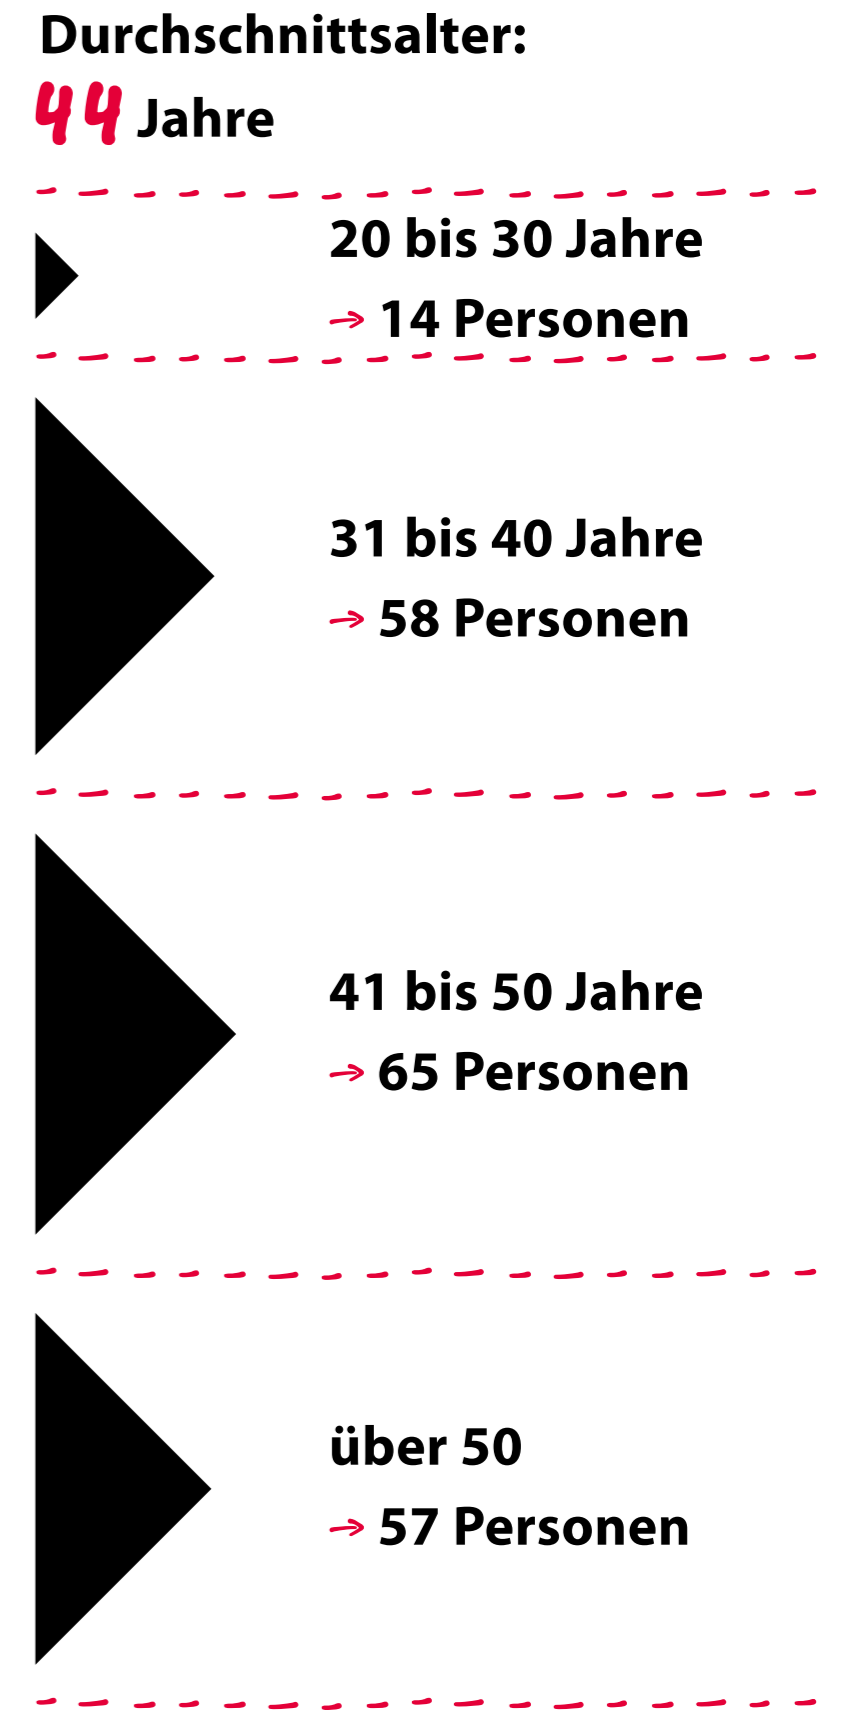 Durchschnittsalter:
44 Jahre
20 bis 30 Jahre
→ 14 Personen
31 bis 40 Jahre
→ 58 Personen
41 bis 50 Jahre
→ 65 Personen
über 50
→ 57 Personen